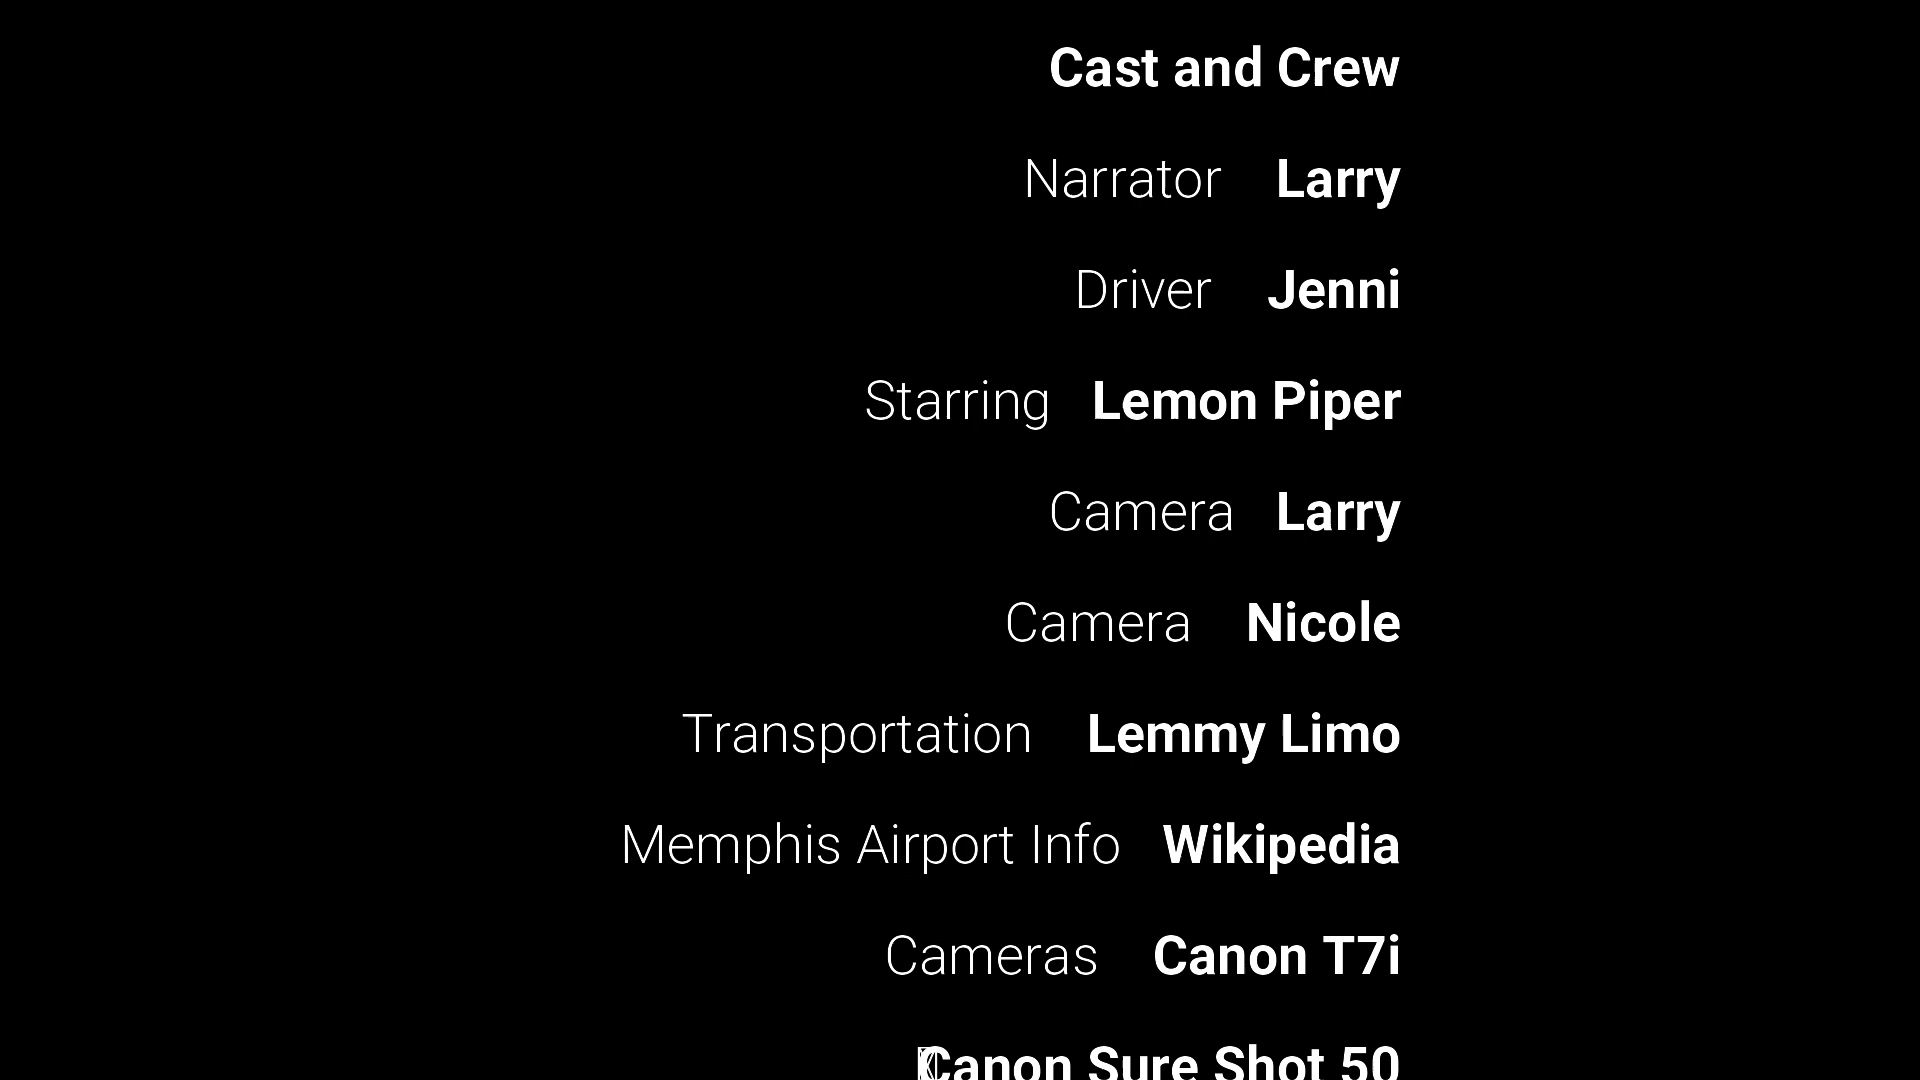 Cast and Crew
Narrator Larry
Driver Jenni
Starring Lemon Piper
Camera Larry
Camera Nicole
Transportation Lemmy Limo
Memphis Airport Info Wikipedia
Cameras Canon T7i
Canon Sure Shot 50